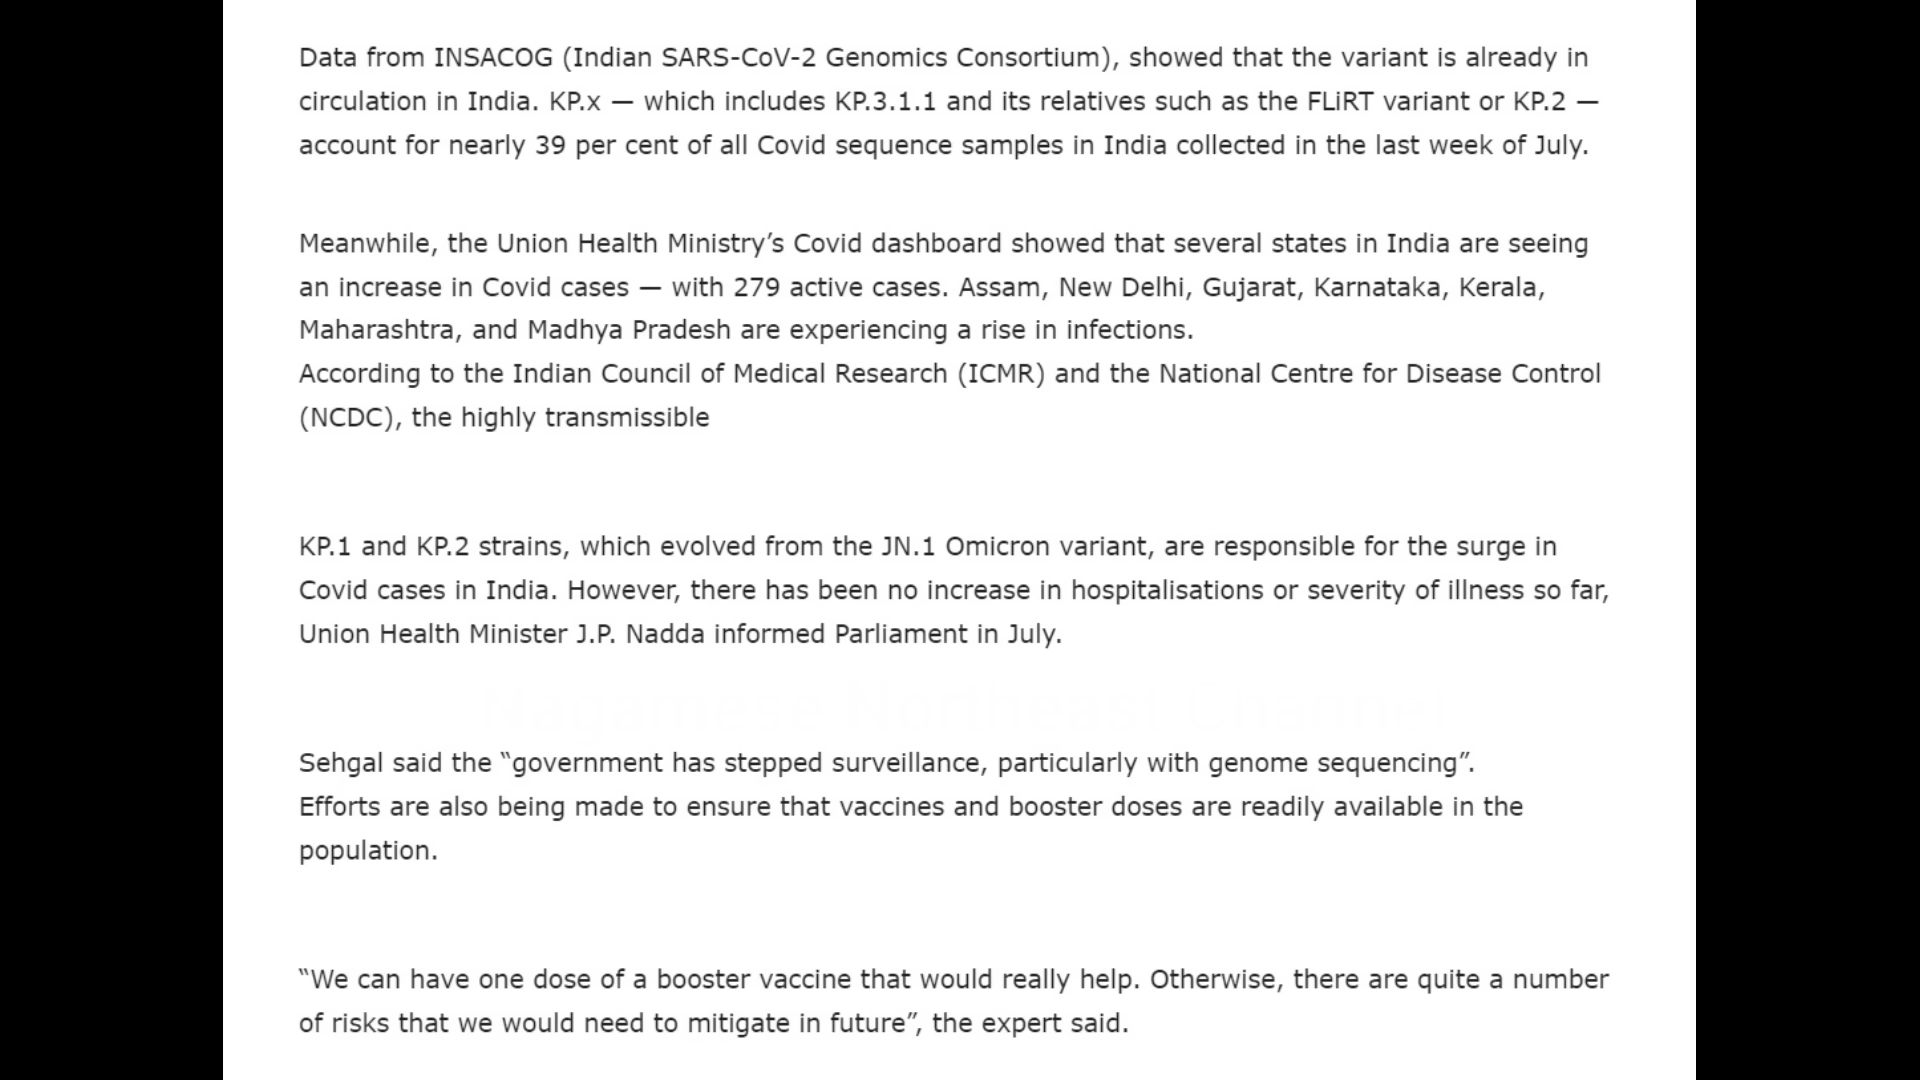 Data from INSACOG (Indian SARS-CoV-2 Genomics Consortium), showed that the variant is already in
circulation in India. KP.x — which includes KP.3.1.1 and its relatives such as the FLiRT variant or KP.2 —
account for nearly 39 per cent of all Covid sequence samples in India collected in the last week of July.
Meanwhile, the Union Health Ministry’s Covid dashboard showed that several states in India are seeing
an increase in Covid cases — with 279 active cases. Assam, New Delhi, Gujarat, Karnataka, Kerala,
Maharashtra, and Madhya Pradesh are experiencing a rise in infections.
According to the Indian Council of Medical Research (ICMR) and the National Centre for Disease Control
(NCDC), the highly transmissible
KP.1 and KP.2 strains, which evolved from the JN.1 Omicron variant, are responsible for the surge in
Covid cases in India. However, there has been no increase in hospitalisations or severity of illness so far,
Union Health Minister J.P. Nadda informed Parliament in July.
Nagamese Northeast Channel
Sehgal said the “government has stepped surveillance, particularly with genome sequencing”.
Efforts are also being made to ensure that vaccines and booster doses are readily available in the
population.
“We can have one dose of a booster vaccine that would really help. Otherwise, there are quite a number
of risks that we would need to mitigate in future”, the expert said.